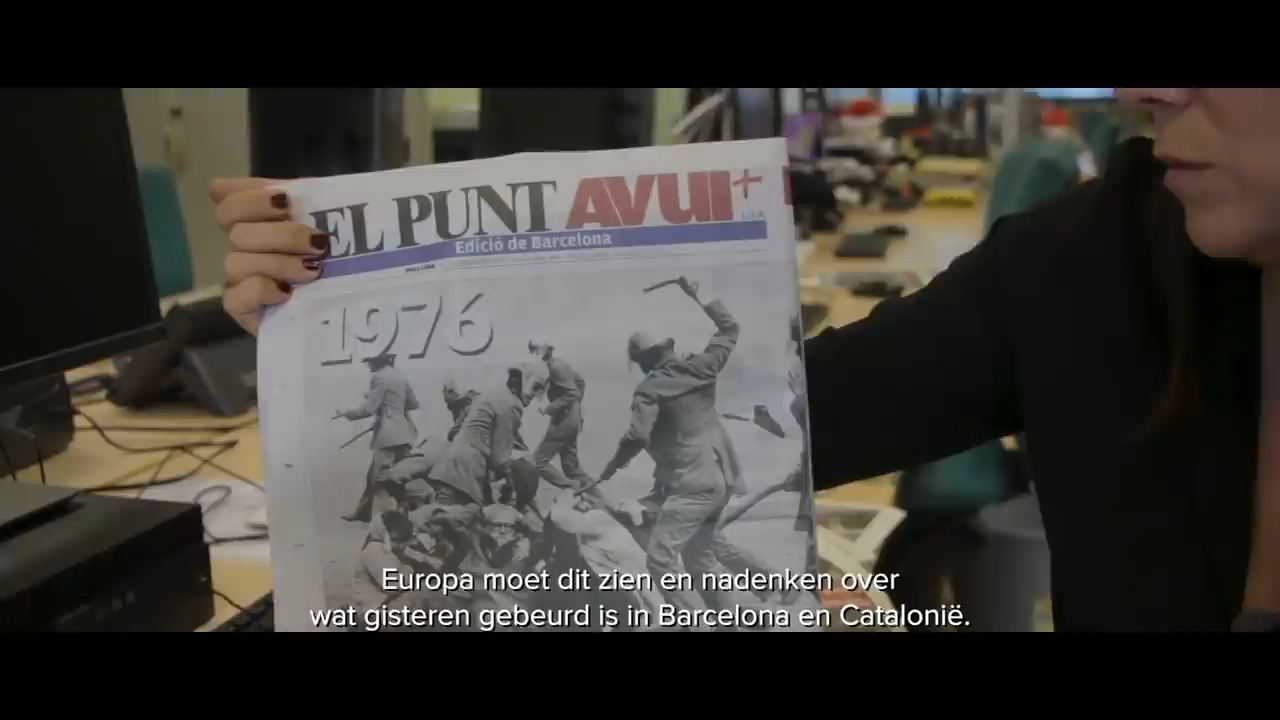 EL PUNT AVUI+
Edició de Barcelona
1976
Europa moet dit zien en nadenken over
wat gisteren gebeurd is in Barcelona en Catalonië.